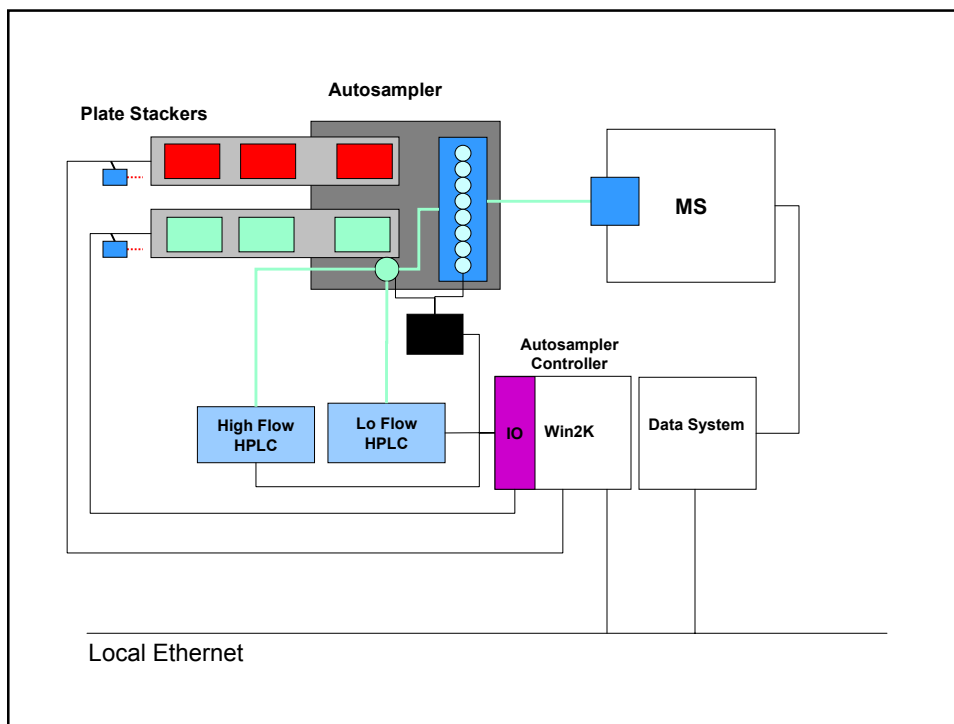 Autosampler
Plate Stackers
MS
Autosampler
Controller
High Flow
HPLC
Lo Flow
HPLC
IO
Win2K
Data System
Local Ethernet